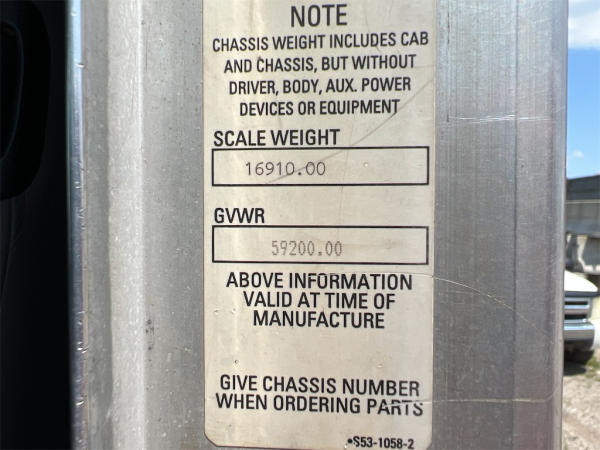 NOTE
CHASSIS WEIGHT INCLUDES CAB
AND CHASSIS, BUT WITHOUT
DRIVER, BODY, AUX. POWER
DEVICES OR EQUIPMENT
SCALE WEIGHT
16910.00
GVWR
59200.00
ABOVE INFORMATION
VALID AT TIME OF
MANUFACTURE
GIVE CHASSIS NUMBER
WHEN ORDERING PARTS
•S53-1058-2